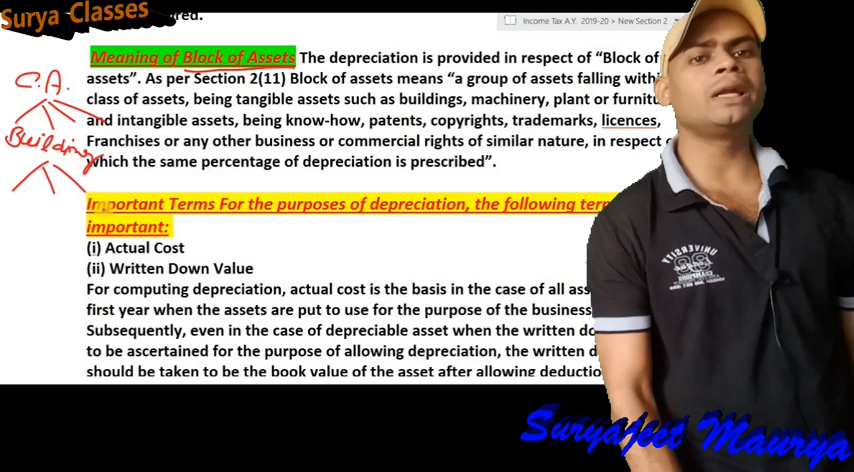 Surya Classes
red.
Income Tax A.Y. 2019-20 > New Section 2
Meaning of Block of Assets The depreciation is provided in respect of “Block of
assets”. As per Section 2(11) Block of assets means “a group of assets falling
class of assets, being tangible assets such as buildings, machinery, plant or
and intangible assets, being know-how, patents, copyrights, trademarks, licences,
Franchises or any other business or commercial rights of similar nature, in respect
which the same percentage of depreciation is prescribed”.
C.A.
Building
Important Terms For the purposes of depreciation, the following
important:
(i) Actual Cost
(ii) Written Down Value
For computing depreciation, actual cost is the basis in the case of all
first year when the assets are put to use for the purpose of the business
Subsequently, even in the case of depreciable asset when the written
to be ascertained for the purpose of allowing depreciation, the written
should be taken to be the book value of the asset after allowing
UNIVERSITY
Suryajeet Maurya